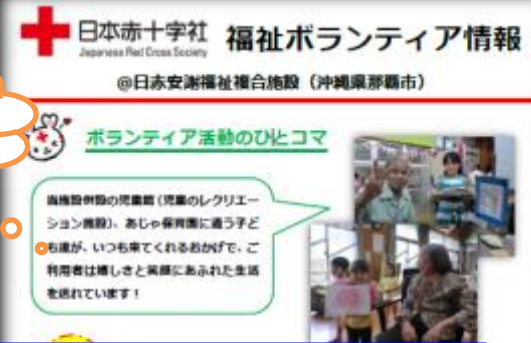 日本赤十字社
Japanese Red Cross Society
福祉ボランティア情報
@日赤安謝福祉複合施設（沖縄県那覇市）
ボランティア活動のひとコマ
当施設併設の児童館（児童のレクリエー
ション施設）、あじゃ保育園に通う子ど
も達が、いつも来てくれるおかげで、ご
利用者は嬉しさと笑顔にあふれた生活
を送れています！